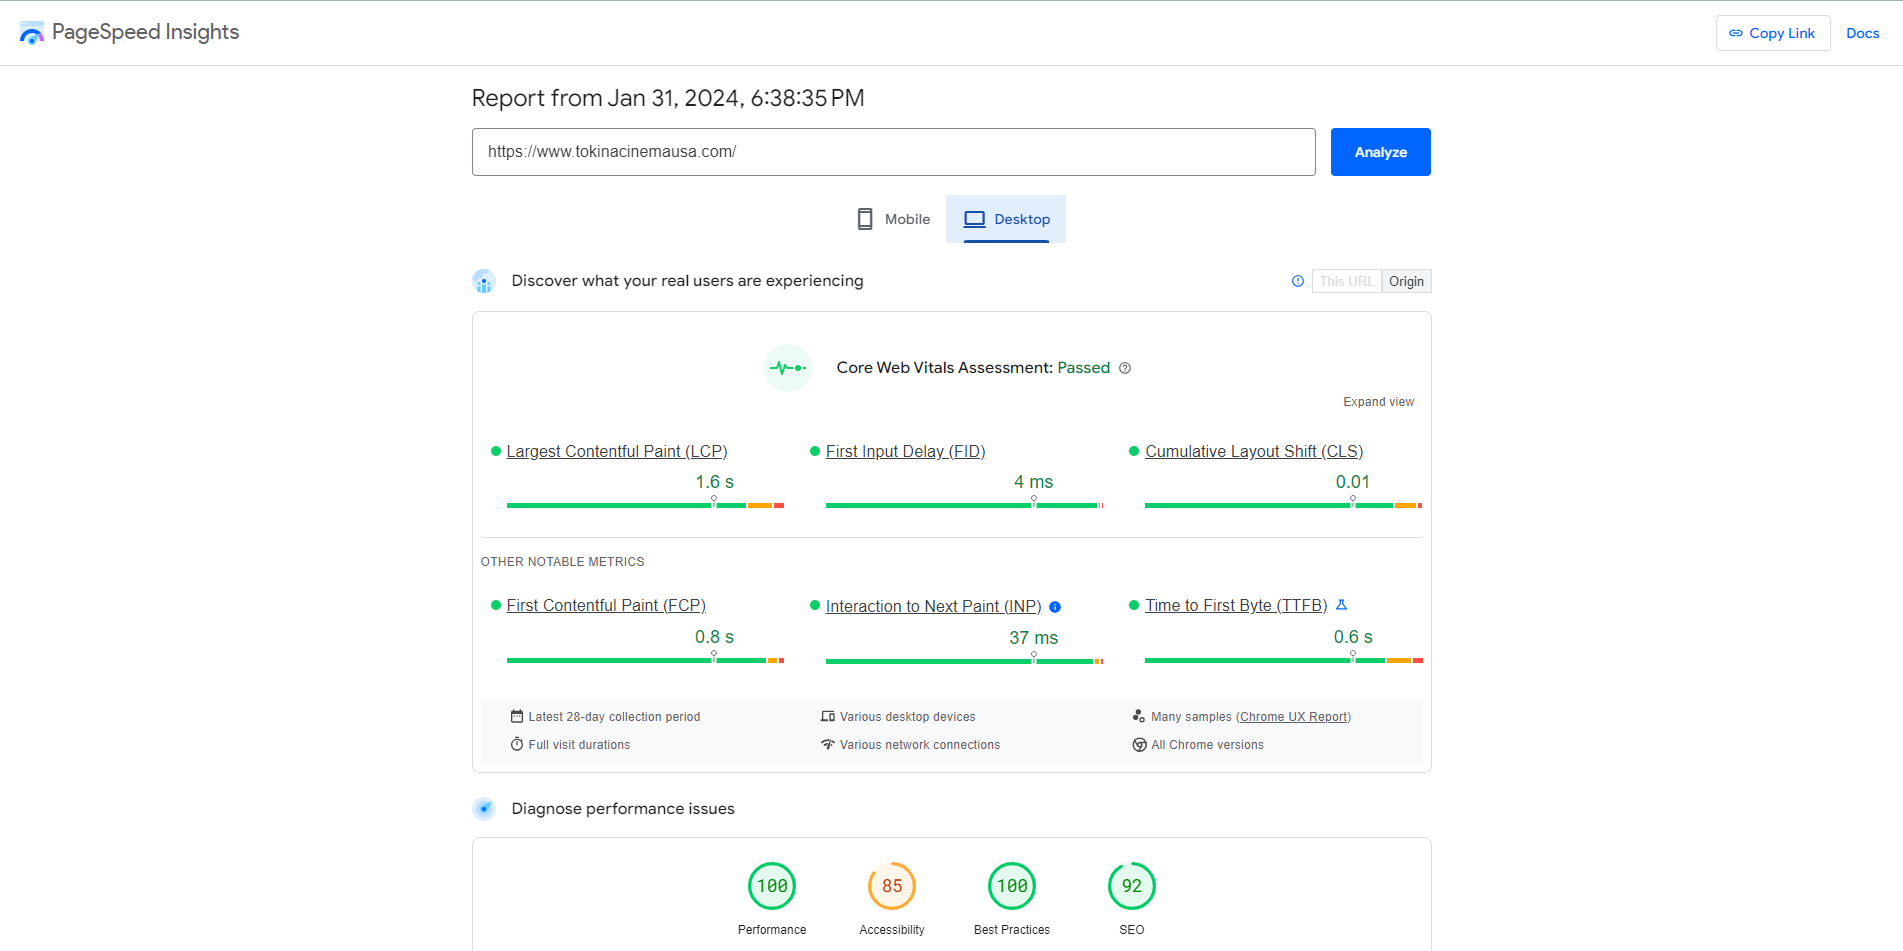 PageSpeed Insights
Copy Link
Docs
Report from Jan 31, 2024, 6:38:35 PM
https://www.tokinacinemausa.com/
Analyze
Mobile
Desktop
Discover what your real users are experiencing
This URL
Origin
Core Web Vitals Assessment: Passed
Expand view
Largest Contentful Paint (LCP)
1.6 s
First Input Delay (FID)
4 ms
Cumulative Layout Shift (CLS)
0.01
OTHER NOTABLE METRICS
First Contentful Paint (FCP)
0.8 s
Interaction to Next Paint (INP)
37 ms
Time to First Byte (TTFB)
0.6 s
Latest 28-day collection period
Various desktop devices
Many samples (Chrome UX Report)
Full visit durations
Various network connections
All Chrome versions
Diagnose performance issues
100
Performance
85
Accessibility
100
Best Practices
92
SEO